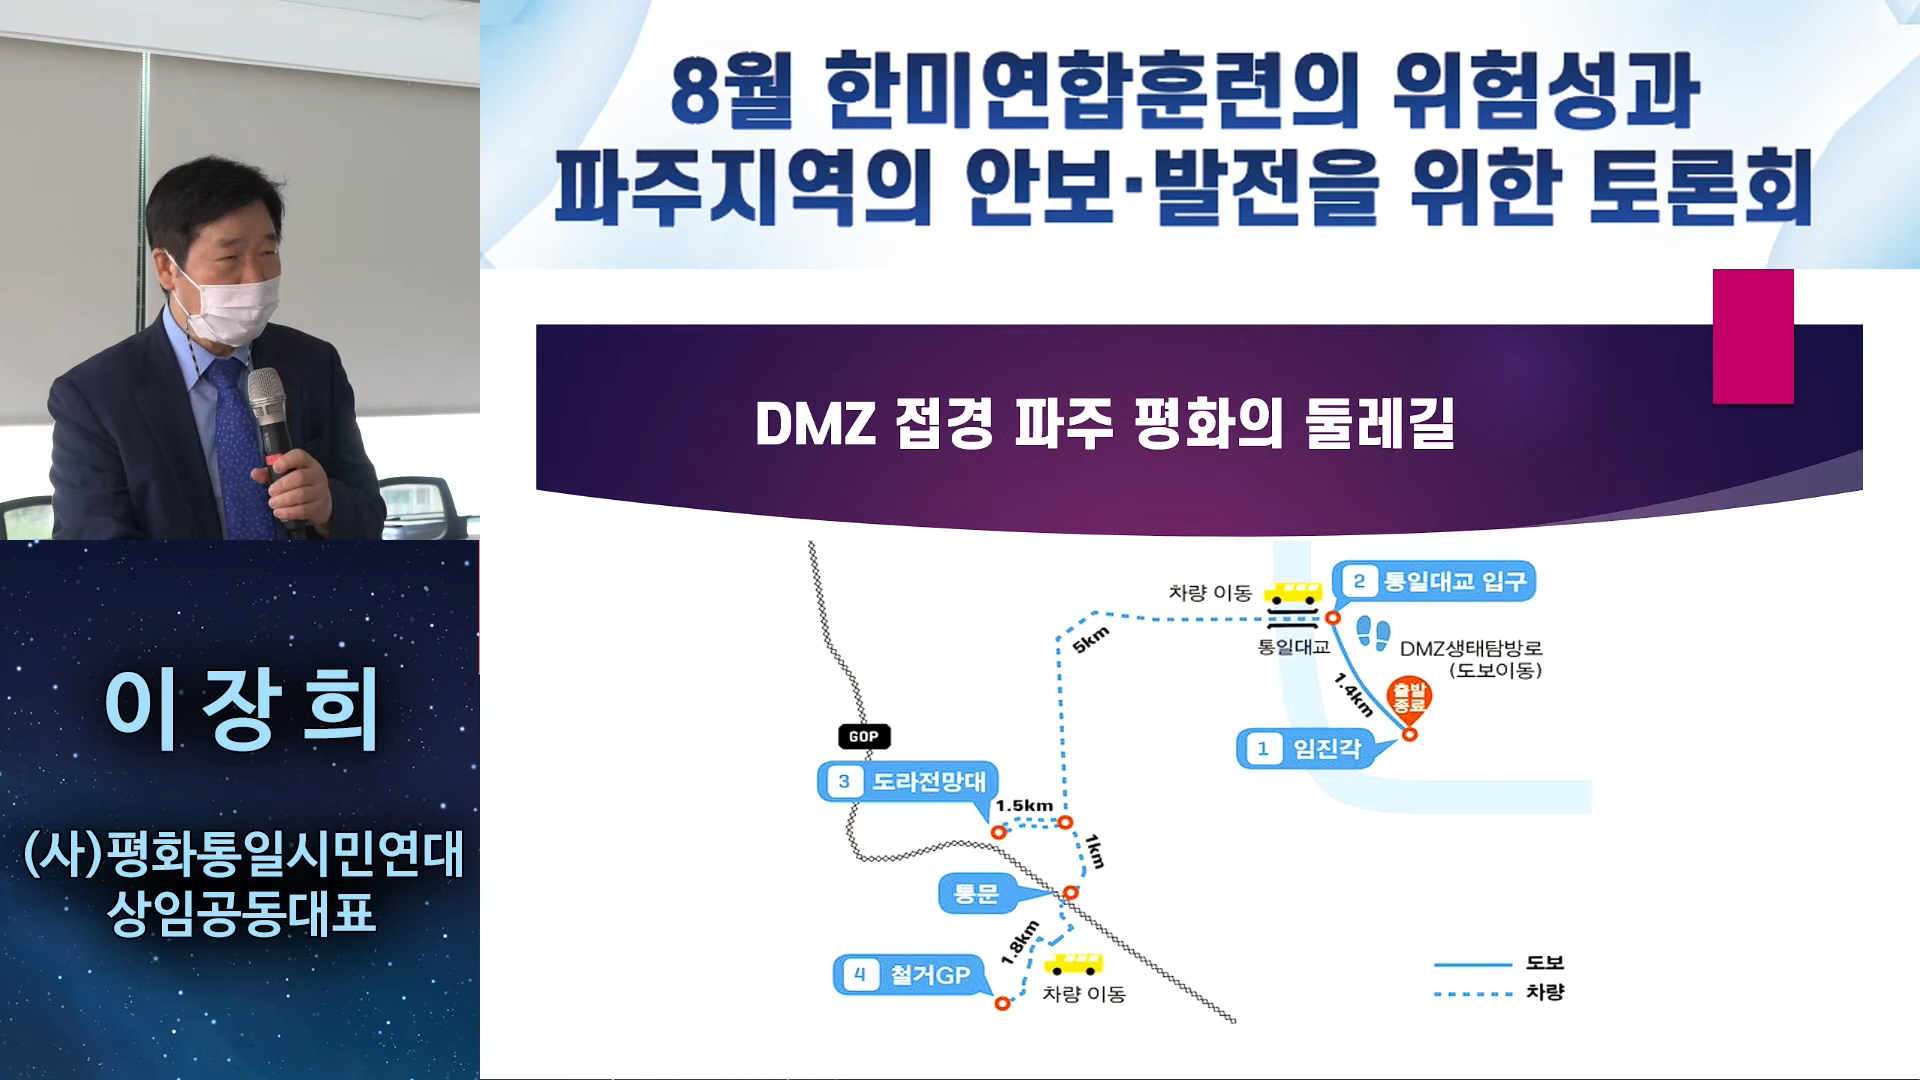 8월 한미연합훈련의 위험성과
파주지역의 안보·발전을 위한 토론회
DMZ 접경 파주 평화의 둘레길
차량 이동
2 통일대교 입구
5km
통일대교
DMZ생태탐방로
(도보이동)
1.4km
출발
종료
GOP
1 임진각
3 도라전망대
1.5km
1km
통문
1.8km
4 철거GP
차량 이동
도보
차량
이장희
(사)평화통일시민연대
상임공동대표